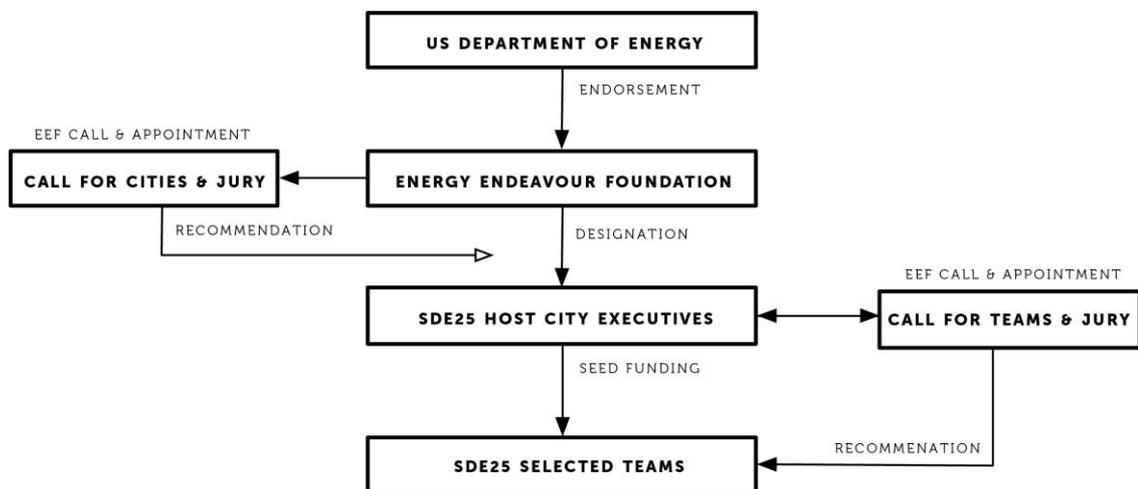 US DEPARTMENT OF ENERGY
ENDORSEMENT
EEF CALL & APPOINTMENT
CALL FOR CITIES & JURY
ENERGY ENDEAVOUR FOUNDATION
RECOMMENDATION
DESIGNATION
EEF CALL & APPOINTMENT
SDE25 HOST CITY EXECUTIVES
CALL FOR TEAMS & JURY
SEED FUNDING
RECOMMENATION
SDE25 SELECTED TEAMS